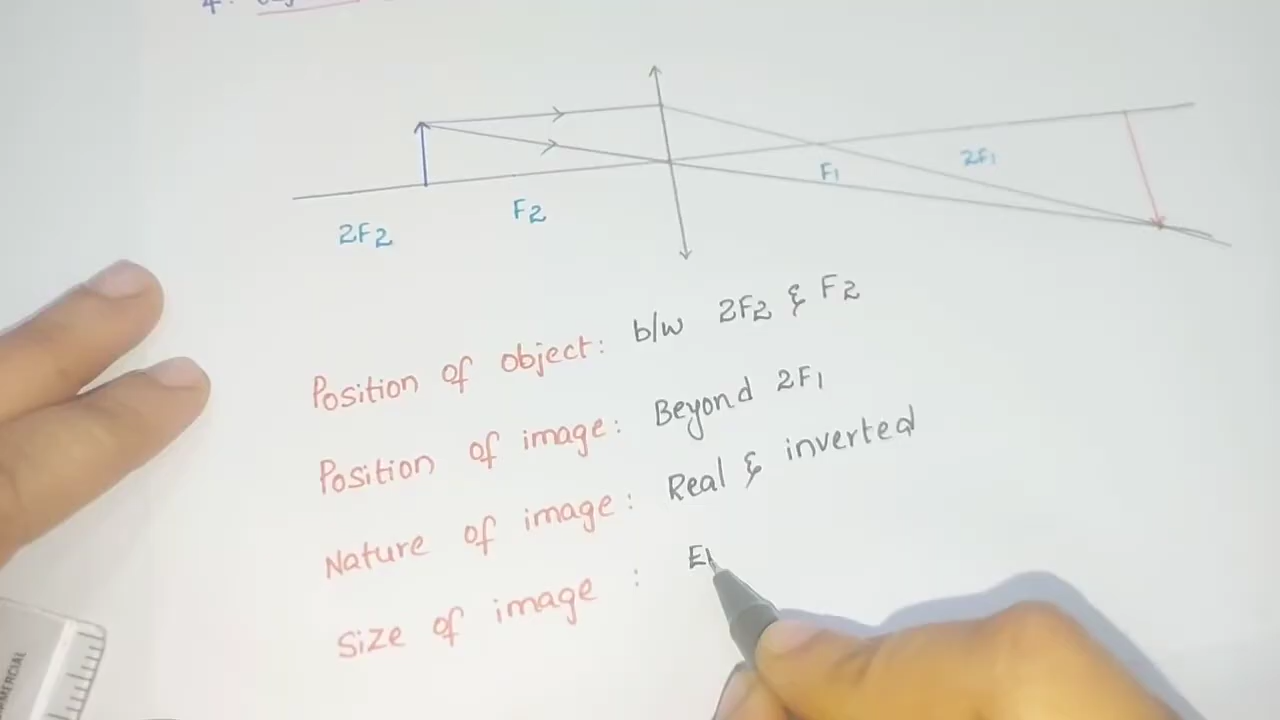 4.
F1
2F1
2F2
F2
Position of object: b/w 2F2 & F2
Position of image: Beyond 2F1
Nature of image: Real & inverted
Size of image :